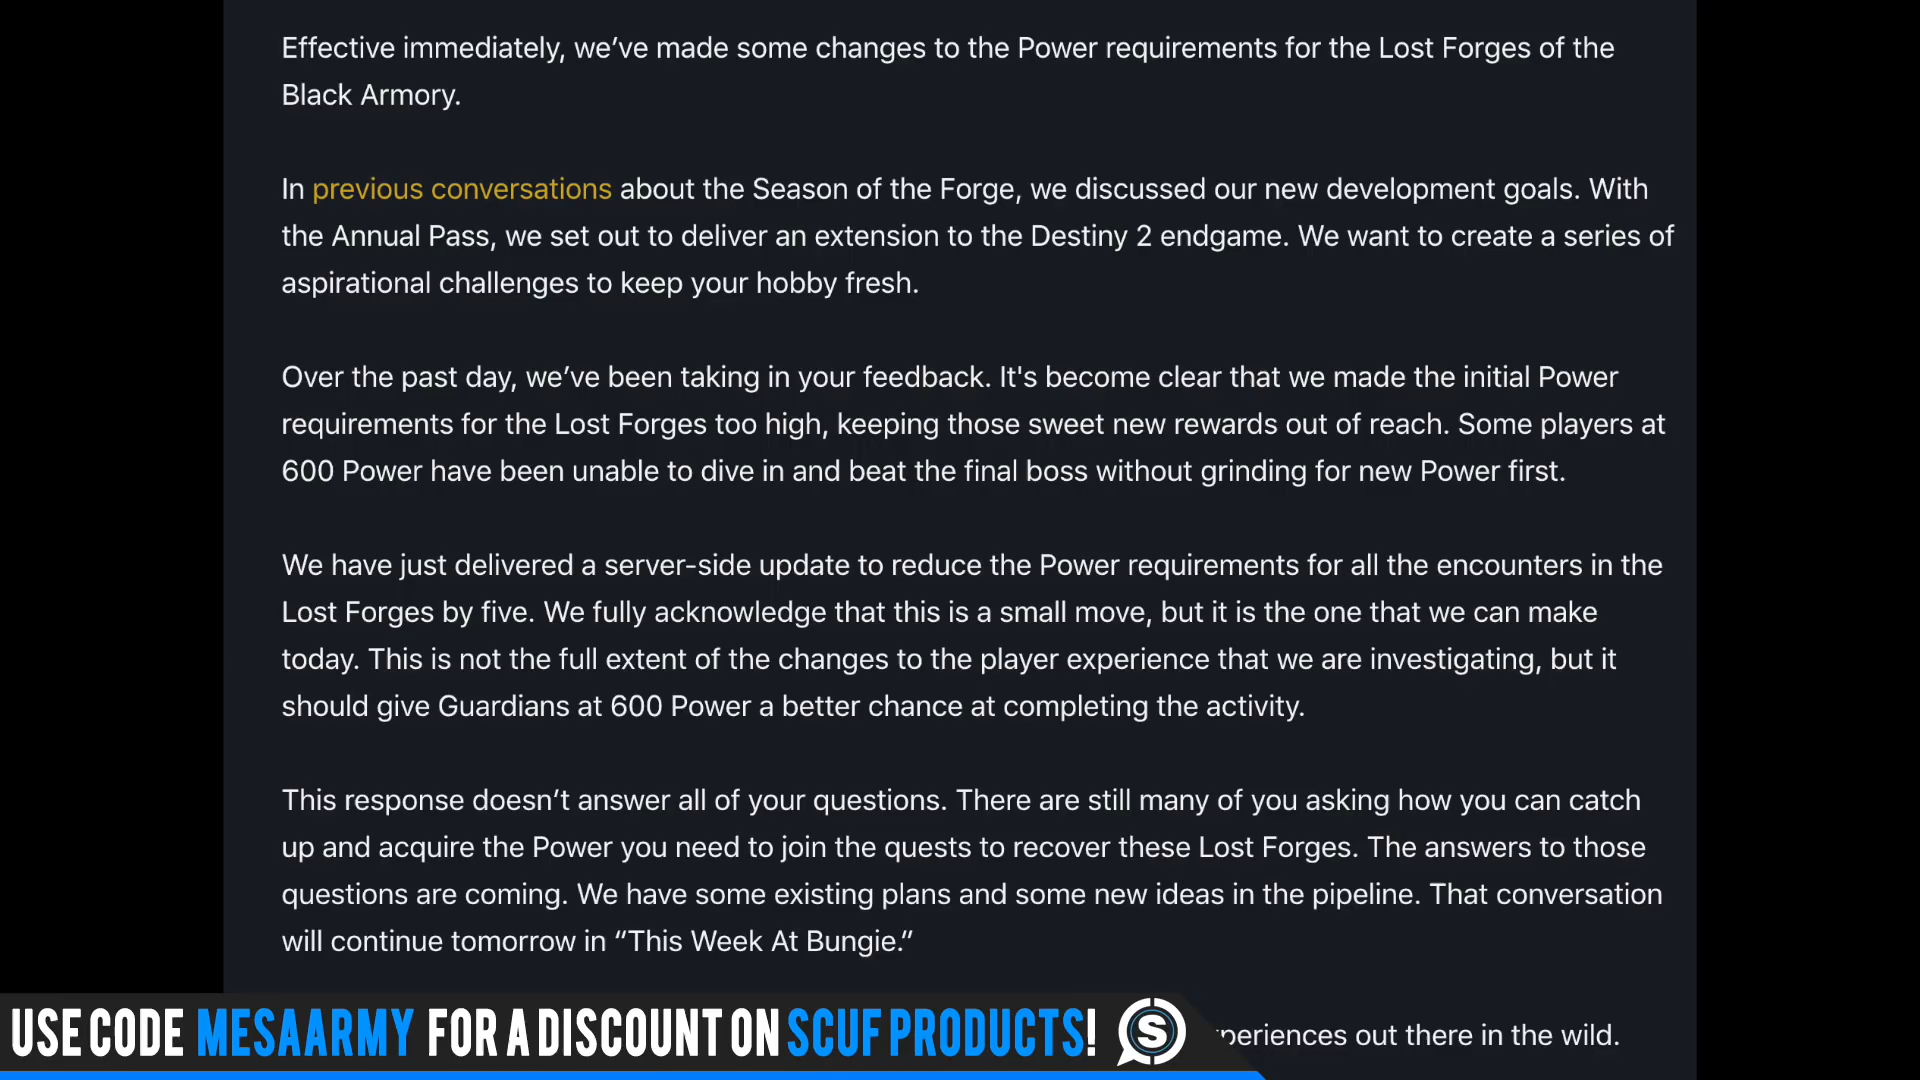 Effective immediately, we’ve made some changes to the Power requirements for the Lost Forges of the
Black Armory.
In previous conversations about the Season of the Forge, we discussed our new development goals. With
the Annual Pass, we set out to deliver an extension to the Destiny 2 endgame. We want to create a series of
aspirational challenges to keep your hobby fresh.
Over the past day, we’ve been taking in your feedback. It's become clear that we made the initial Power
requirements for the Lost Forges too high, keeping those sweet new rewards out of reach. Some players at
600 Power have been unable to dive in and beat the final boss without grinding for new Power first.
We have just delivered a server-side update to reduce the Power requirements for all the encounters in the
Lost Forges by five. We fully acknowledge that this is a small move, but it is the one that we can make
today. This is not the full extent of the changes to the player experience that we are investigating, but it
should give Guardians at 600 Power a better chance at completing the activity.
This response doesn’t answer all of your questions. There are still many of you asking how you can catch
up and acquire the Power you need to join the quests to recover these Lost Forges. The answers to those
questions are coming. We have some existing plans and some new ideas in the pipeline. That conversation
will continue tomorrow in “This Week At Bungie.”
out there in the wild.
USE CODE MESAARMY FOR A DISCOUNT ON SCUF PRODUCTS!
S